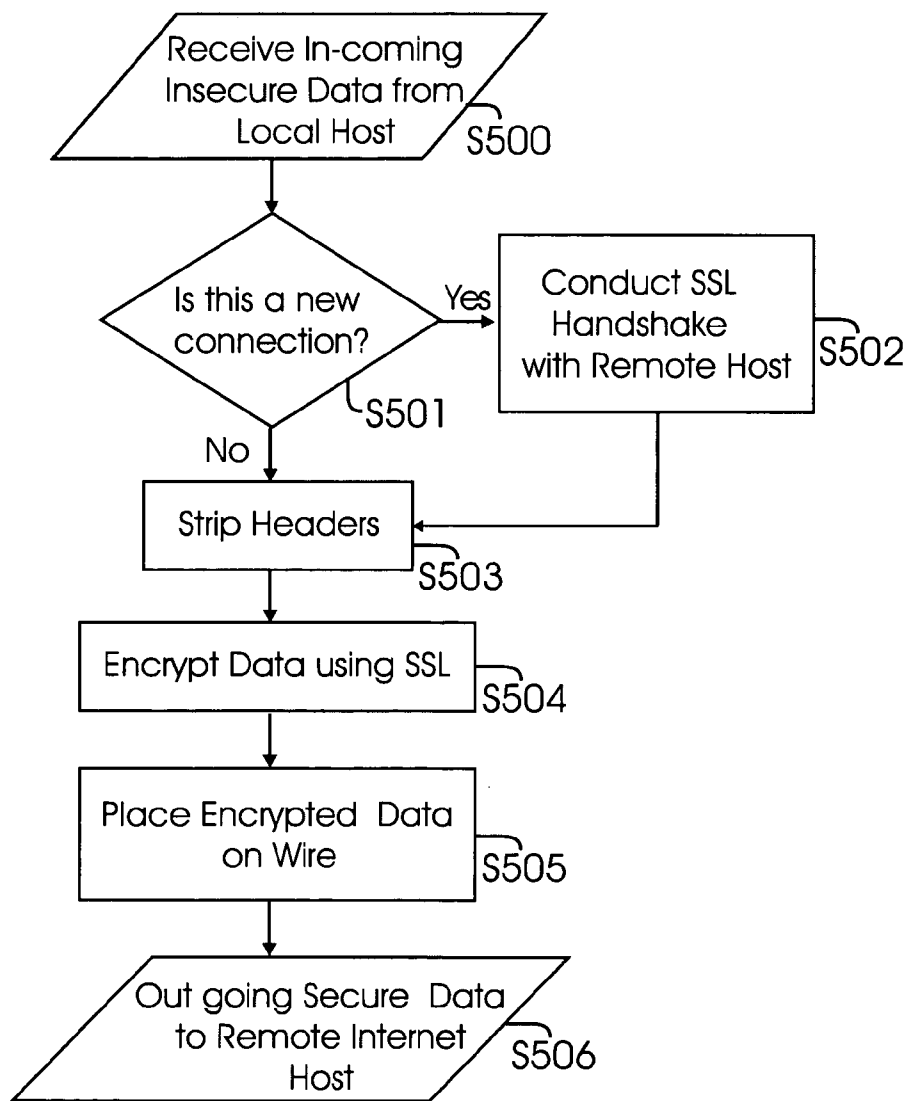 Receive In-coming
Insecure Data from
Local Host
S500
Is this a new
connection?
S501
Yes
Conduct SSL
Handshake
with Remote Host
S502
No
Strip Headers
S503
Encrypt Data using SSL
S504
Place Encrypted Data
on Wire
S505
Out going Secure Data
to Remote Internet
Host
S506